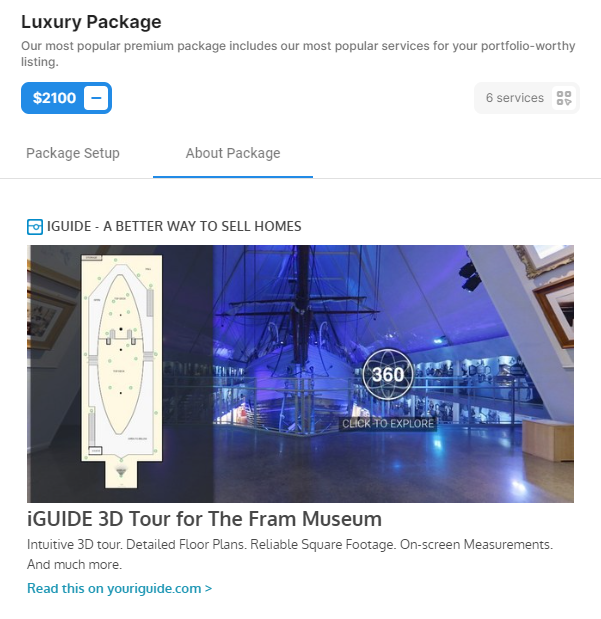 Luxury Package
Our most popular premium package includes our most popular services for your portfolio-worthy
listing.
$2100
6 services
Package Setup
About Package
IGUIDE - A BETTER WAY TO SELL HOMES
360
CLICK TO EXPLORE
iGUIDE 3D Tour for The Fram Museum
Intuitive 3D tour. Detailed Floor Plans. Reliable Square Footage. On-screen Measurements.
And much more.
Read this on youriguide.com >